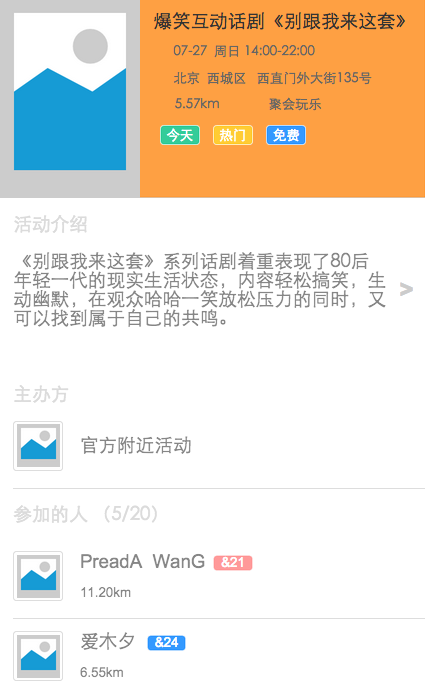 爆笑互动话剧《别跟我来这套》
07-27 周日 14:00-22:00
北京 西城区 西直门外大街135号
5.57km 聚会玩乐
今天 热门 免费
活动介绍
《别跟我来这套》系列话剧着重表现了80后
年轻一代的现实生活状态，内容轻松搞笑，生
动幽默，在观众哈哈一笑放松压力的同时，又
可以找到属于自己的共鸣。
>
主办方
官方附近活动
参加的人 （5/20）
PreadA WanG &21
11.20km
爱木夕 &24
6.55km